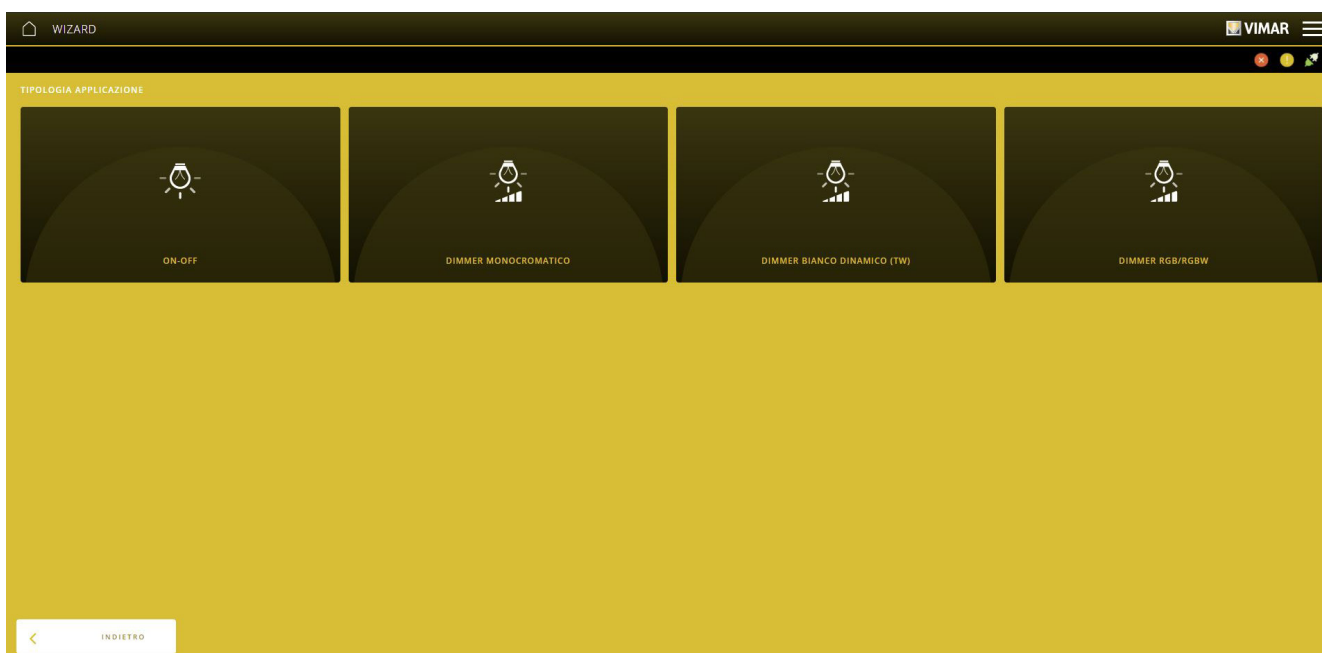 WIZARD
VIMAR
TIPOLOGIA APPLICAZIONE
ON-OFF
DIMMER MONOCROMATICO
DIMMER BIANCO DINAMICO (TW)
DIMMER RGB/RGBW
INDIETRO